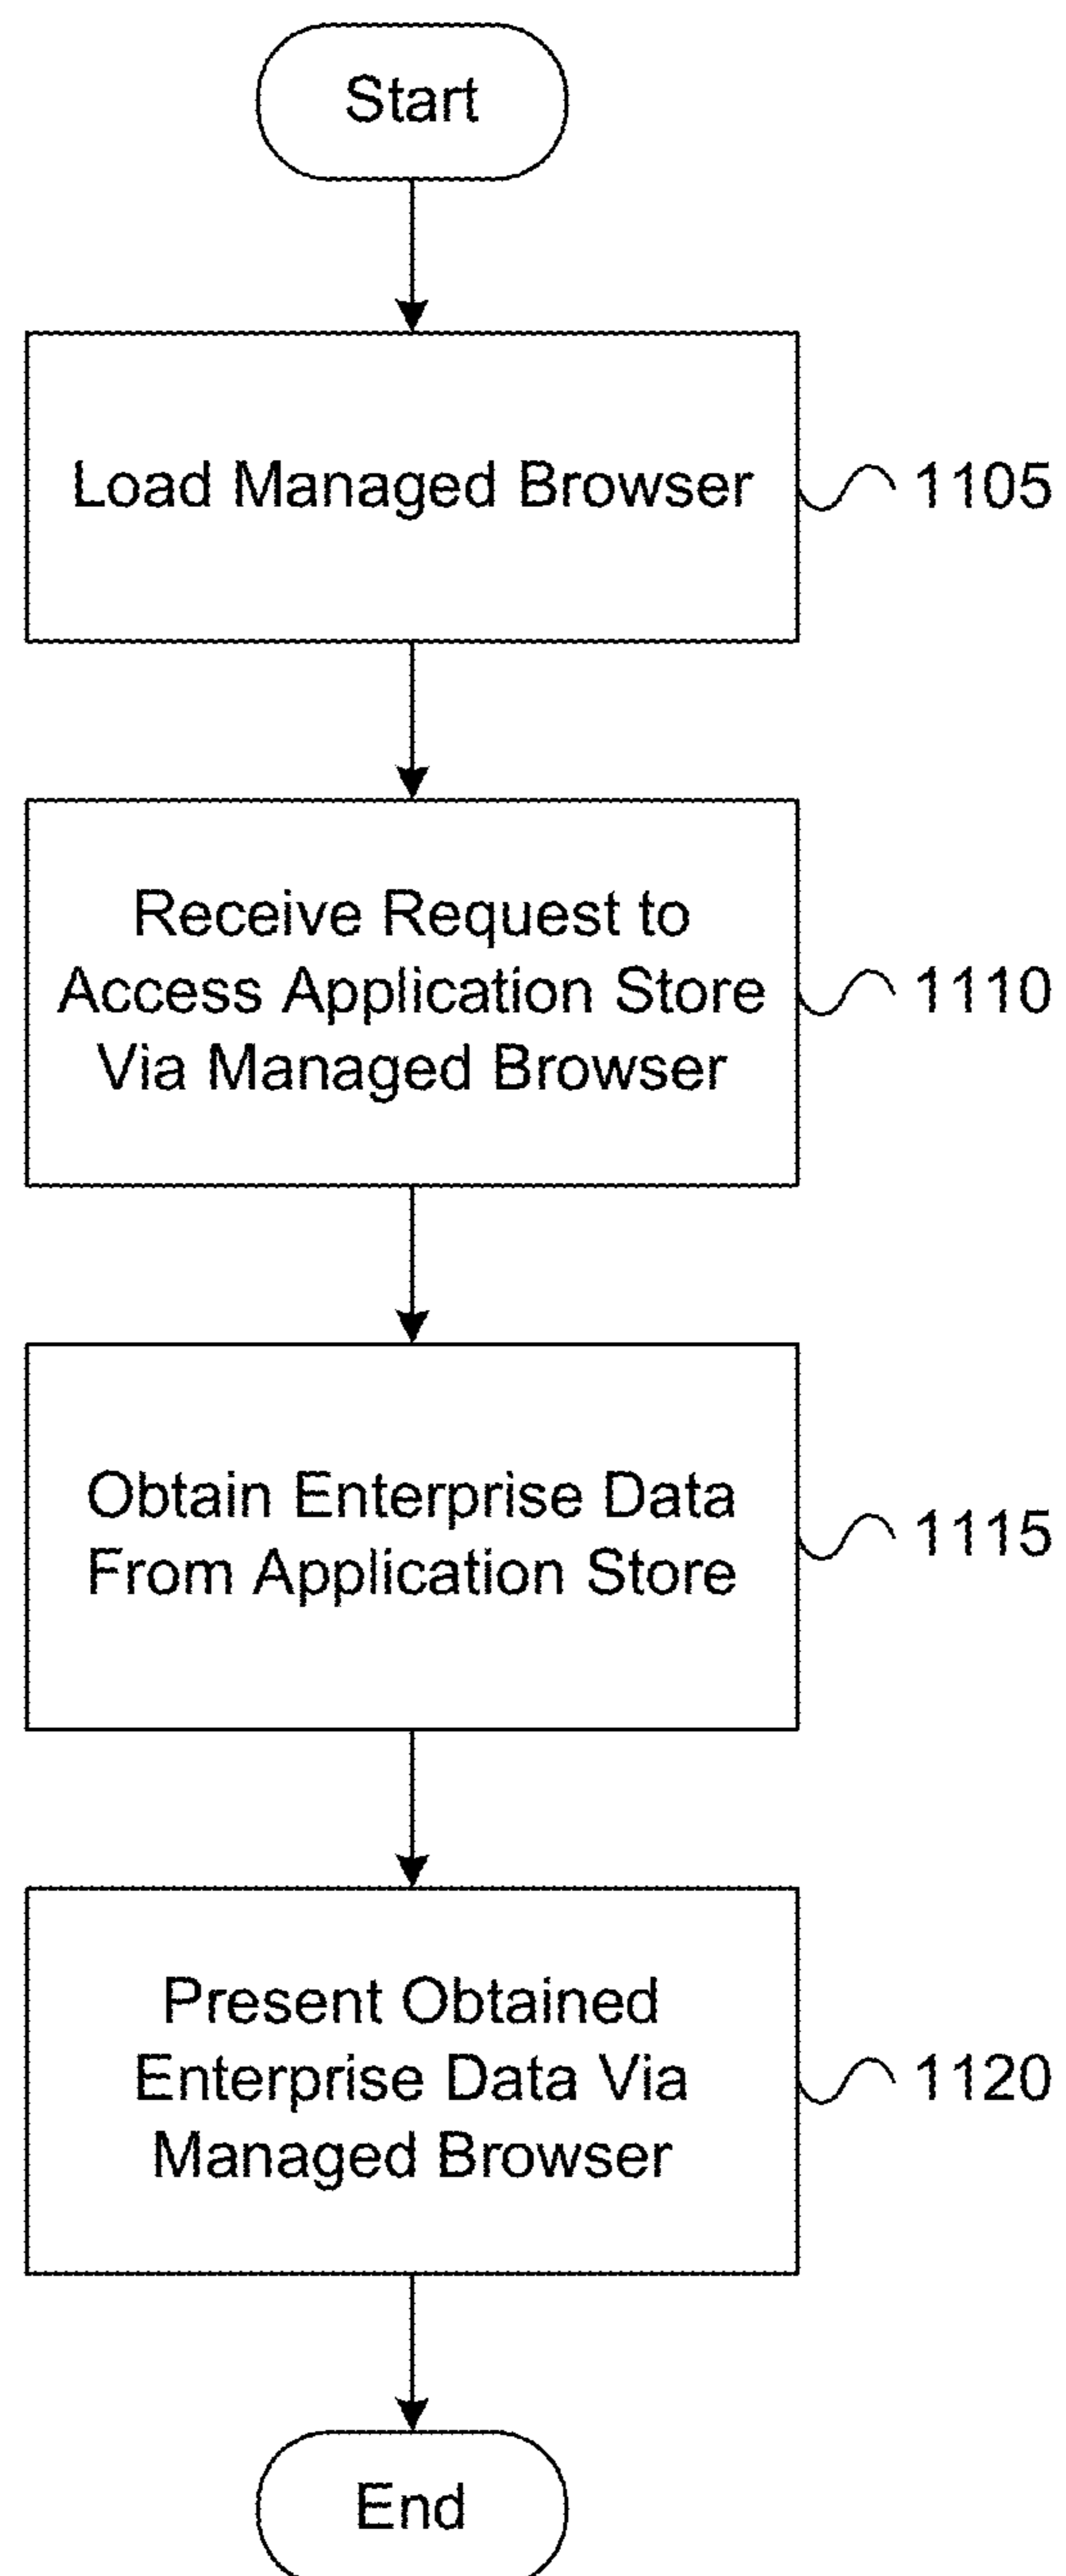 Start
Load Managed Browser
1105
Receive Request to
Access Application Store
Via Managed Browser
1110
Obtain Enterprise Data
From Application Store
1115
Present Obtained
Enterprise Data Via
Managed Browser
1120
End